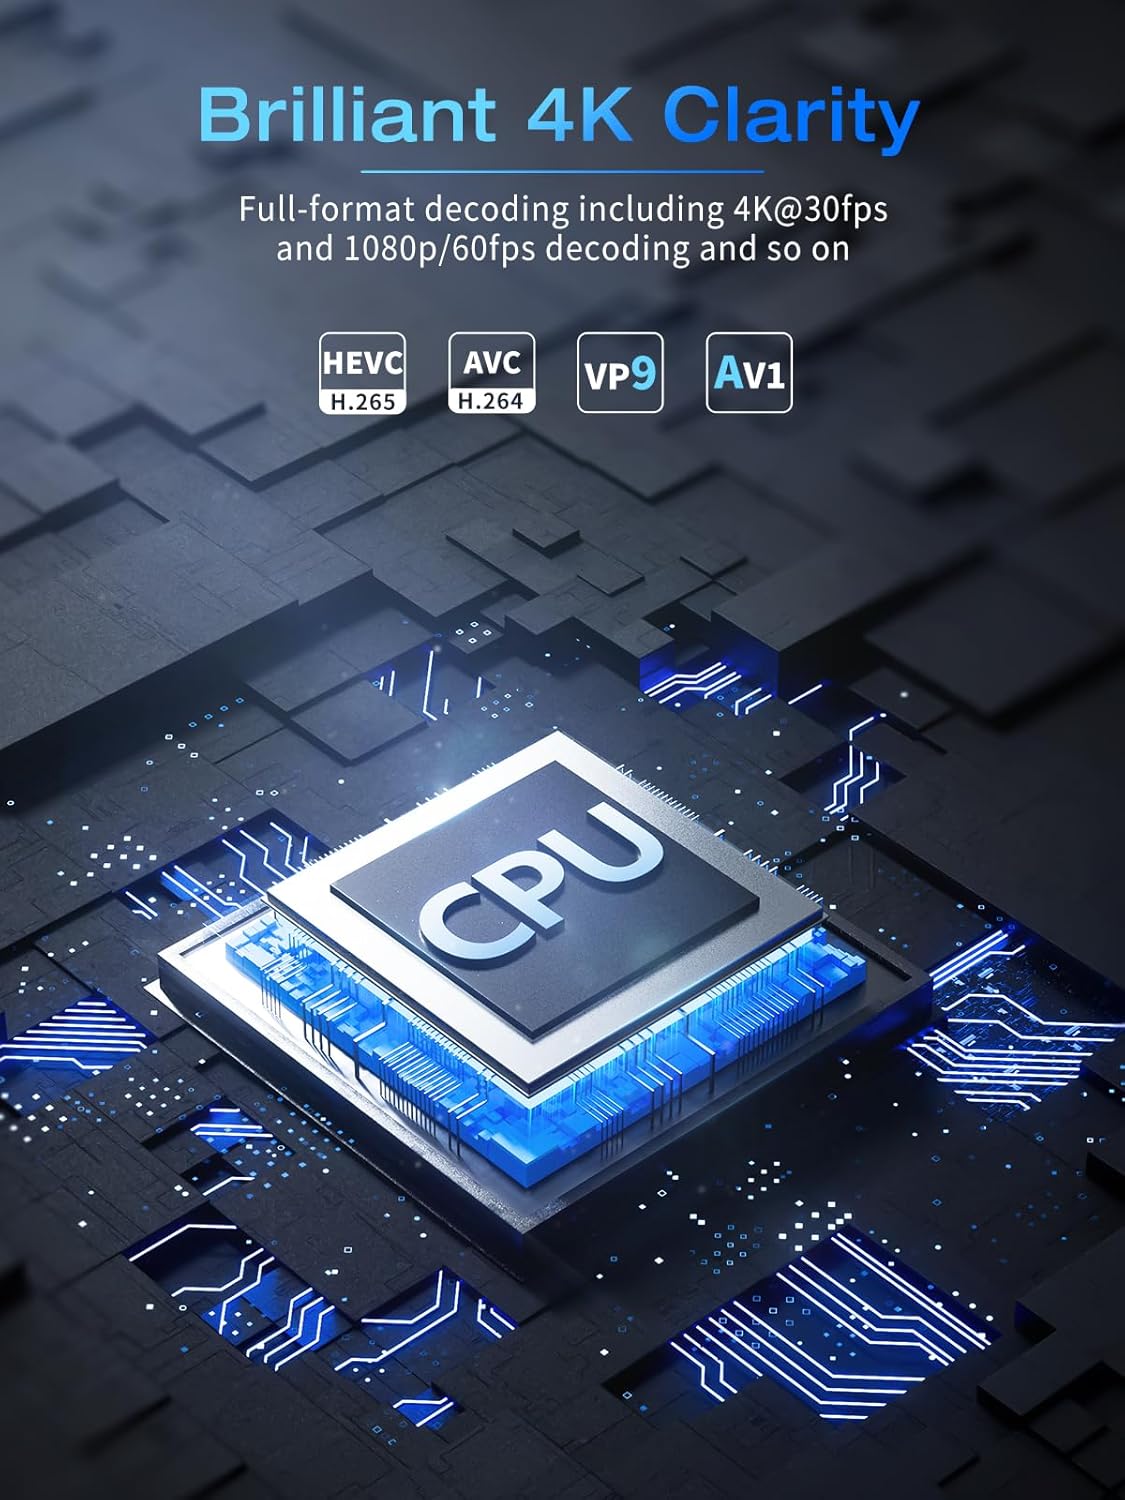 Brilliant 4K Clarity
Full-format decoding including 4K@30fps
and 1080p/60fps decoding and so on
HEVC
H.265
AVC
H.264
VP9
AV1
CPU